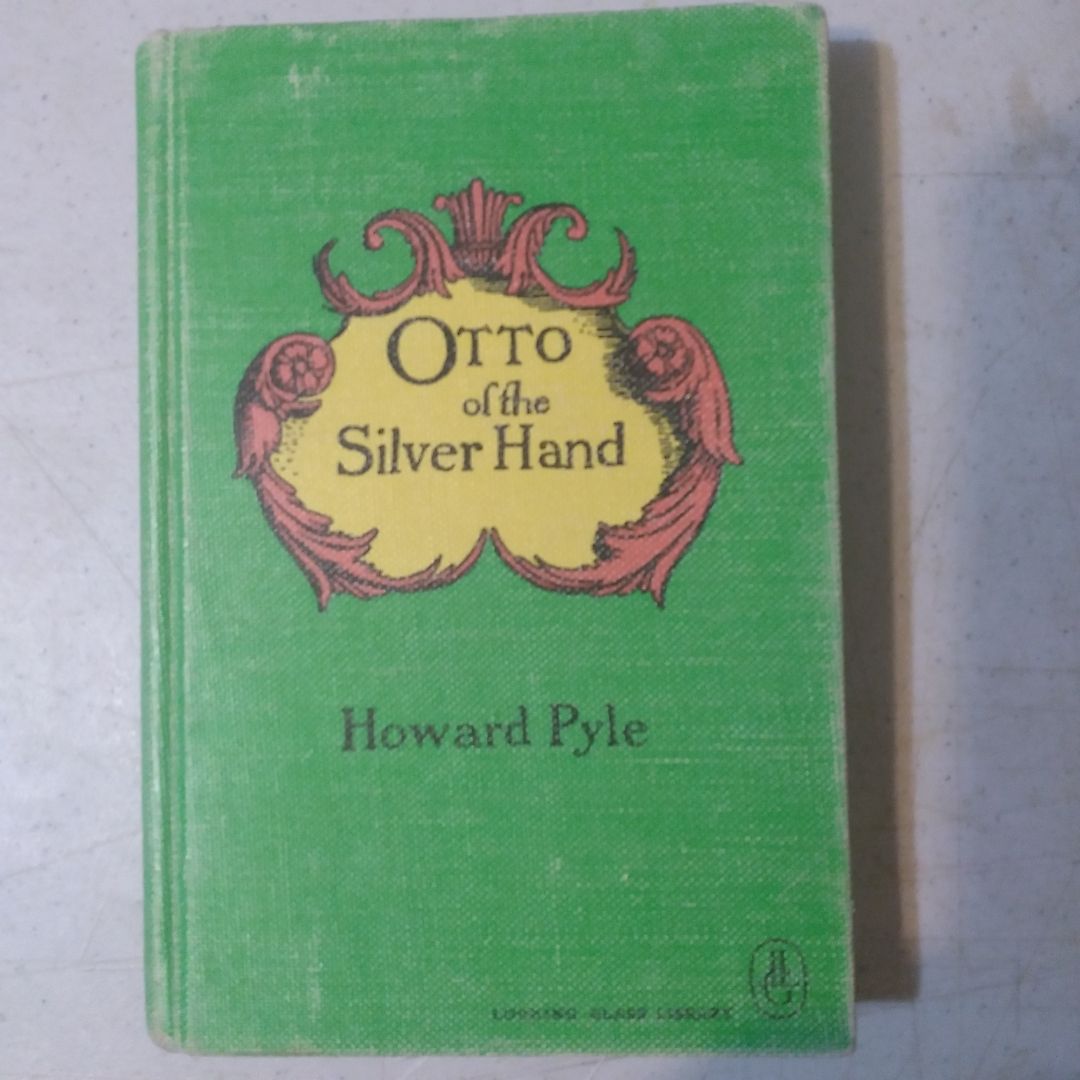 OTTO
of the
Silver Hand
Howard Pyle
LOOKING GLASS LIBRARY